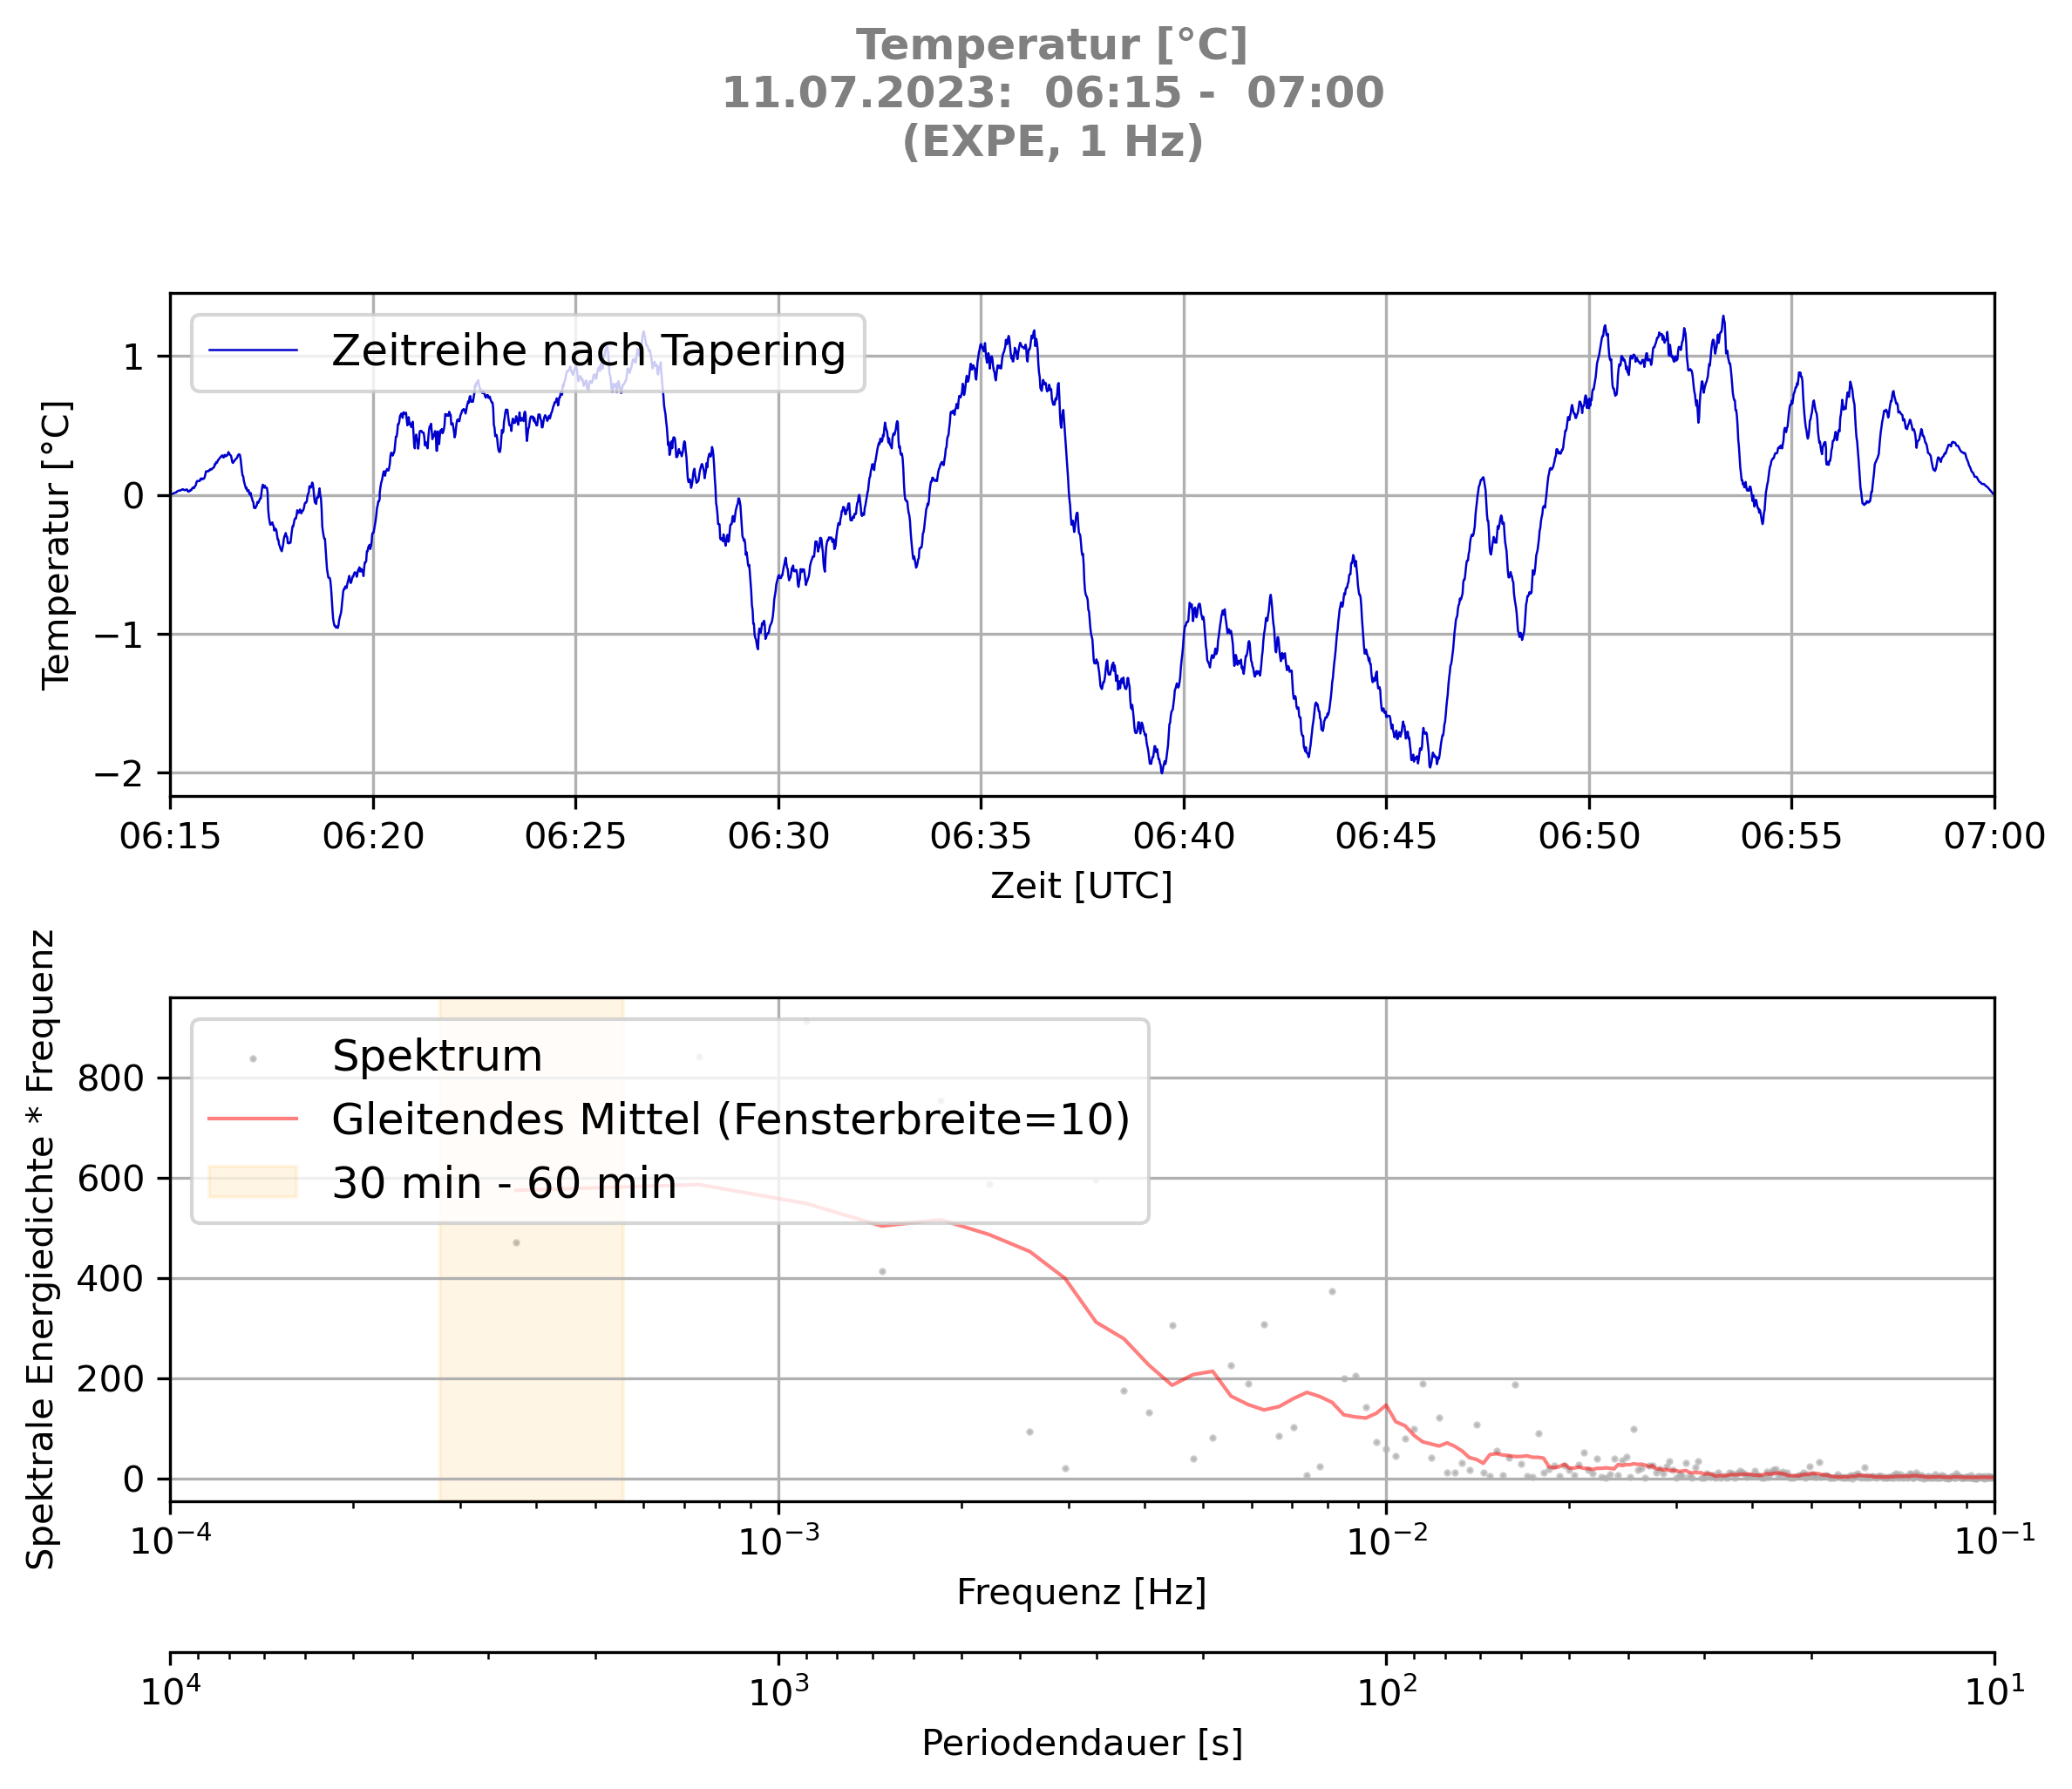 Temperatur [°C]
11.07.2023:  06:15 -  07:00
(EXPE, 1 Hz)
Zeitreihe nach Tapering
Temperatur [°C]
1
0
−1
−2
06:15 06:20 06:25 06:30 06:35 06:40 06:45 06:50 06:55 07:00
Zeit [UTC]
Spektrum
Gleitendes Mittel (Fensterbreite=10)
30 min - 60 min
Spektrale Energiedichte * Frequenz
800
600
400
200
0
10⁻⁴ 10⁻³ 10⁻² 10⁻¹
Frequenz [Hz]
10⁴ 10³ 10² 10¹
Periodendauer [s]